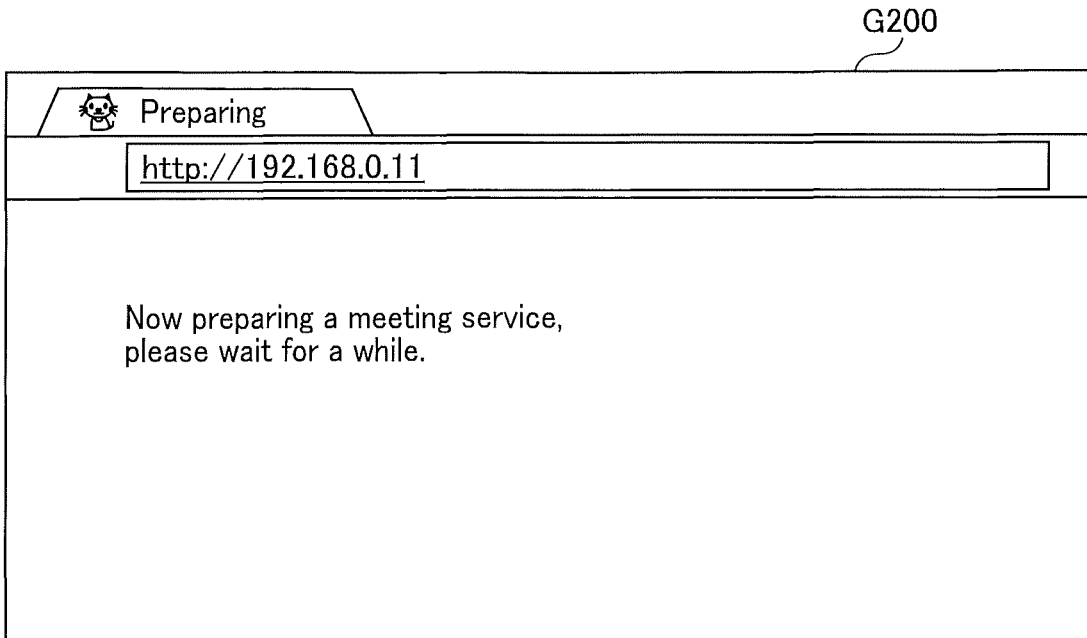 G200
Preparing
http://192.168.0.11
Now preparing a meeting service,
please wait for a while.